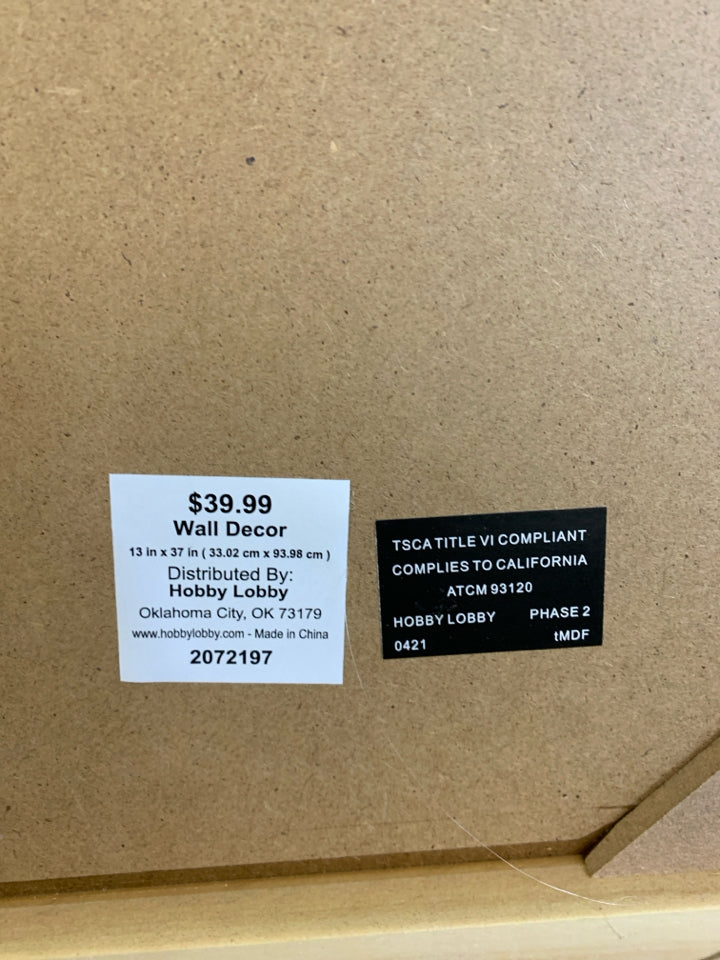 $39.99
Wall Decor
13 in x 37 in ( 33.02 cm x 93.98 cm )
Distributed By:
Hobby Lobby
Oklahoma City, OK 73179
www.hobbylobby.com - Made in China
2072197
TSCA TITLE VI COMPLIANT
COMPLIES TO CALIFORNIA
ATCM 93120
HOBBY LOBBY PHASE 2
0421 tMDF